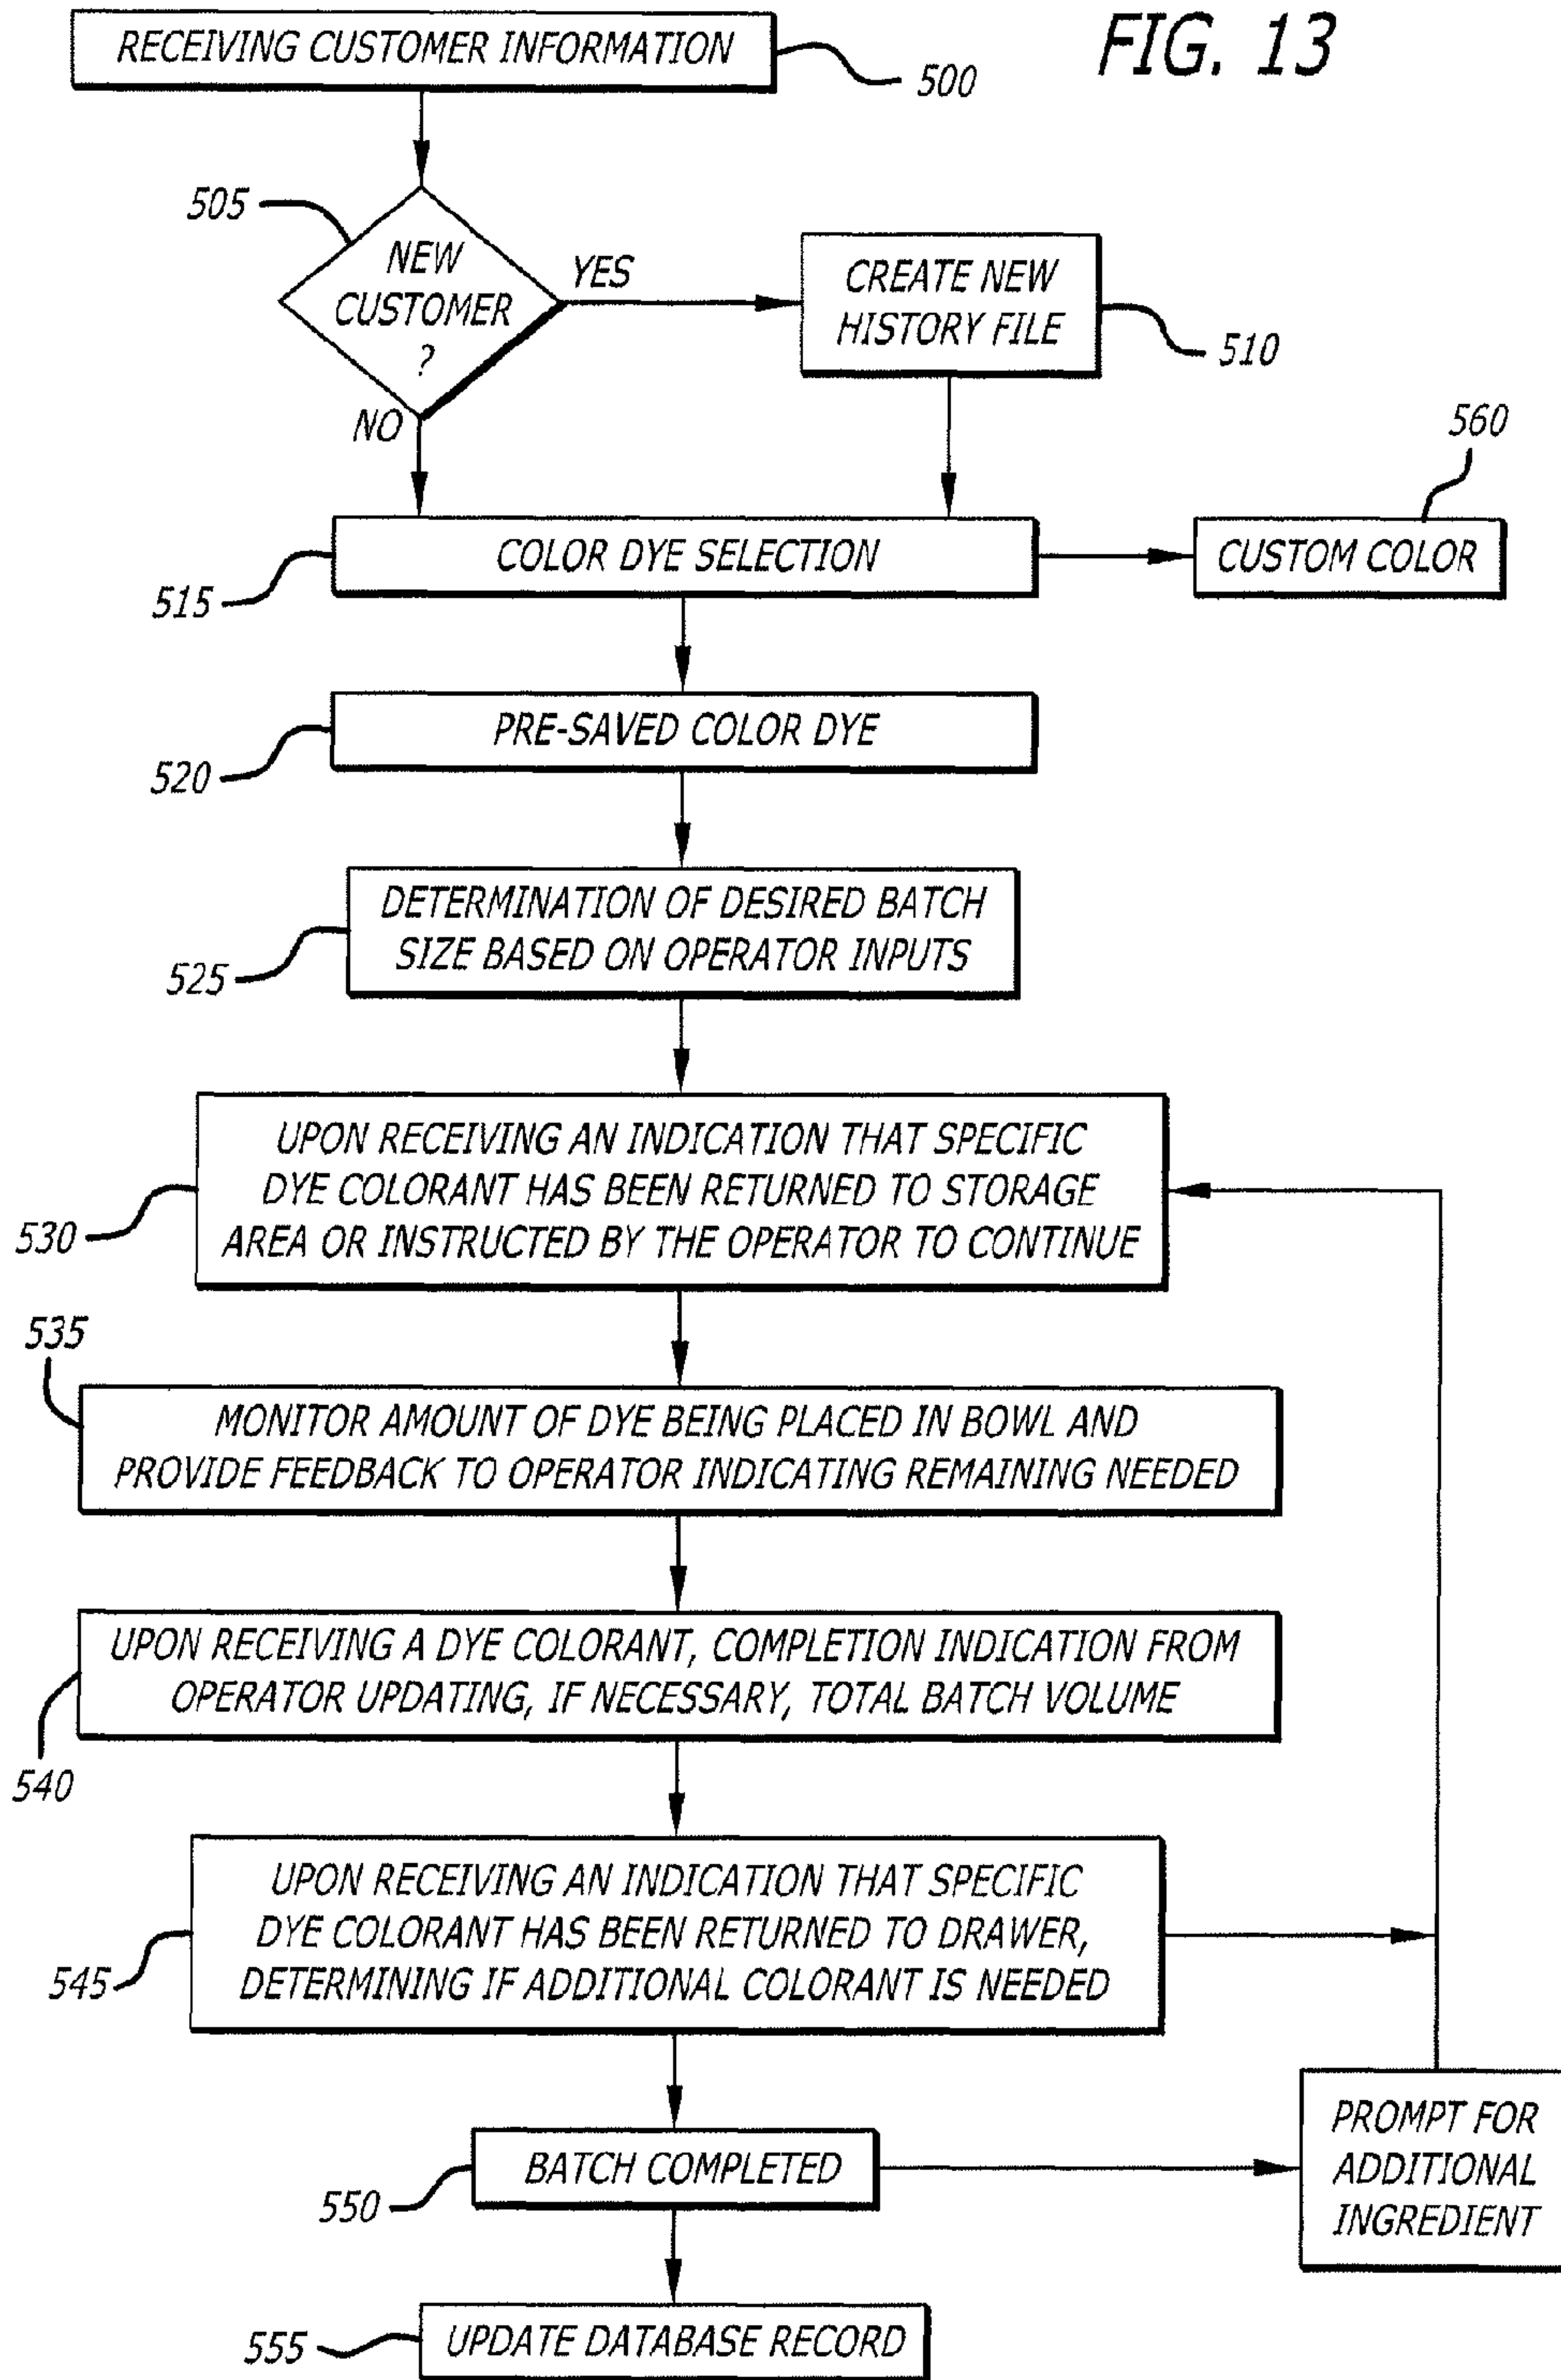 FIG. 13
RECEIVING CUSTOMER INFORMATION
500
505
NEW
CUSTOMER
?
YES
NO
CREATE NEW
HISTORY FILE
510
560
COLOR DYE SELECTION
CUSTOM COLOR
515
PRE-SAVED COLOR DYE
520
DETERMINATION OF DESIRED BATCH
SIZE BASED ON OPERATOR INPUTS
525
UPON RECEIVING AN INDICATION THAT SPECIFIC
DYE COLORANT HAS BEEN RETURNED TO STORAGE
AREA OR INSTRUCTED BY THE OPERATOR TO CONTINUE
530
535
MONITOR AMOUNT OF DYE BEING PLACED IN BOWL AND
PROVIDE FEEDBACK TO OPERATOR INDICATING REMAINING NEEDED
UPON RECEIVING A DYE COLORANT, COMPLETION INDICATION FROM
OPERATOR UPDATING, IF NECESSARY, TOTAL BATCH VOLUME
540
UPON RECEIVING AN INDICATION THAT SPECIFIC
DYE COLORANT HAS BEEN RETURNED TO DRAWER,
DETERMINING IF ADDITIONAL COLORANT IS NEEDED
545
BATCH COMPLETED
550
PROMPT FOR
ADDITIONAL
INGREDIENT
UPDATE DATABASE RECORD
555